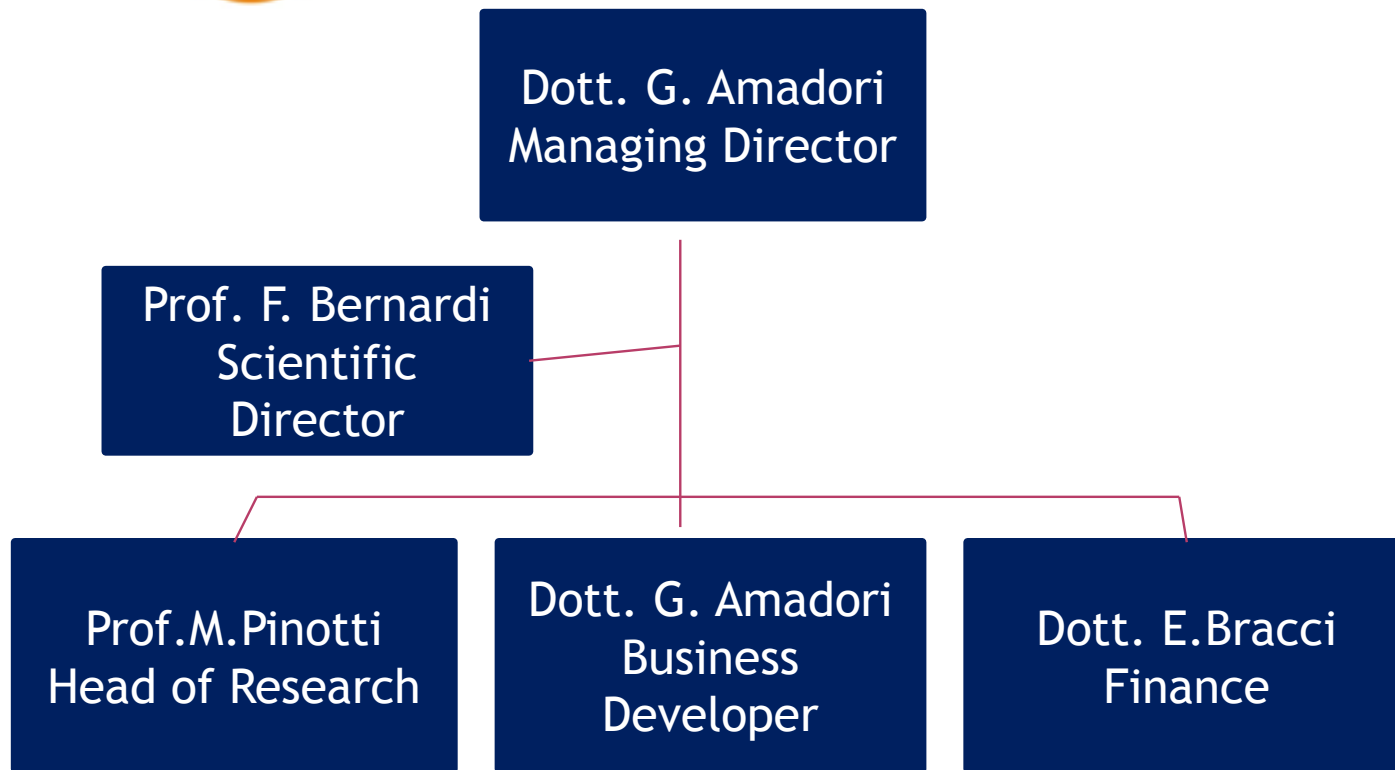 Dott. G. Amadori
Managing Director
Prof. F. Bernardi
Scientific
Director
Prof.M.Pinotti
Head of Research
Dott. G. Amadori
Business
Developer
Dott. E.Bracci
Finance